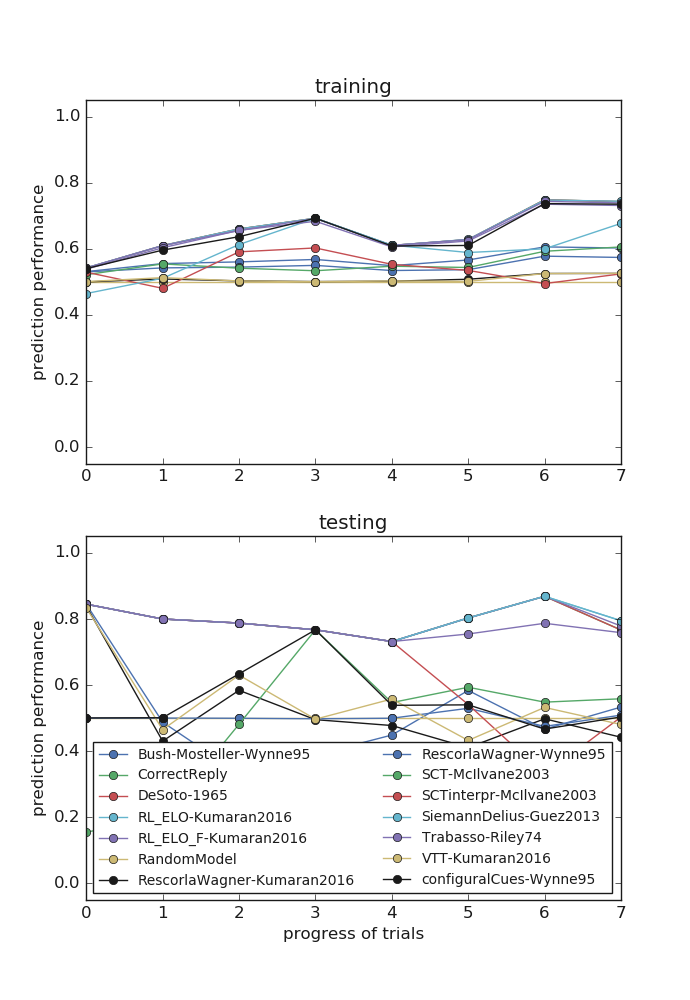 training
prediction performance
1.0
0.8
0.6
0.4
0.2
0.0
0 1 2 3 4 5 6 7
testing
prediction performance
1.0
0.8
0.6
0.4
0.2
0.0
Bush-Mosteller-Wynne95
CorrectReply
DeSoto-1965
RL_ELO-Kumaran2016
RL_ELO_F-Kumaran2016
RandomModel
RescorlaWagner-Kumaran2016
RescorlaWagner-Wynne95
SCT-McIlvane2003
SCTinterpr-McIlvane2003
SiemannDelius-Guez2013
Trabasso-Riley74
VTT-Kumaran2016
configuralCues-Wynne95
0 1 2 3 4 5 6 7
progress of trials